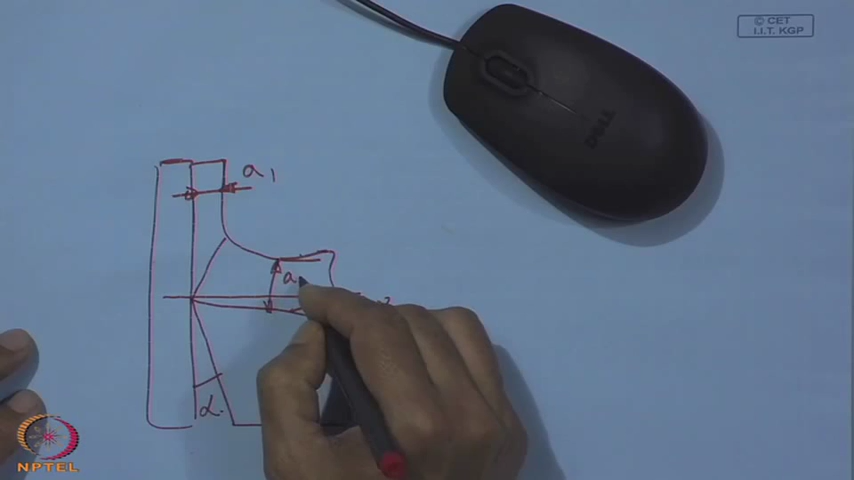 © CET
I.I.T. KGP
DELL
a1
a
α
NPTEL